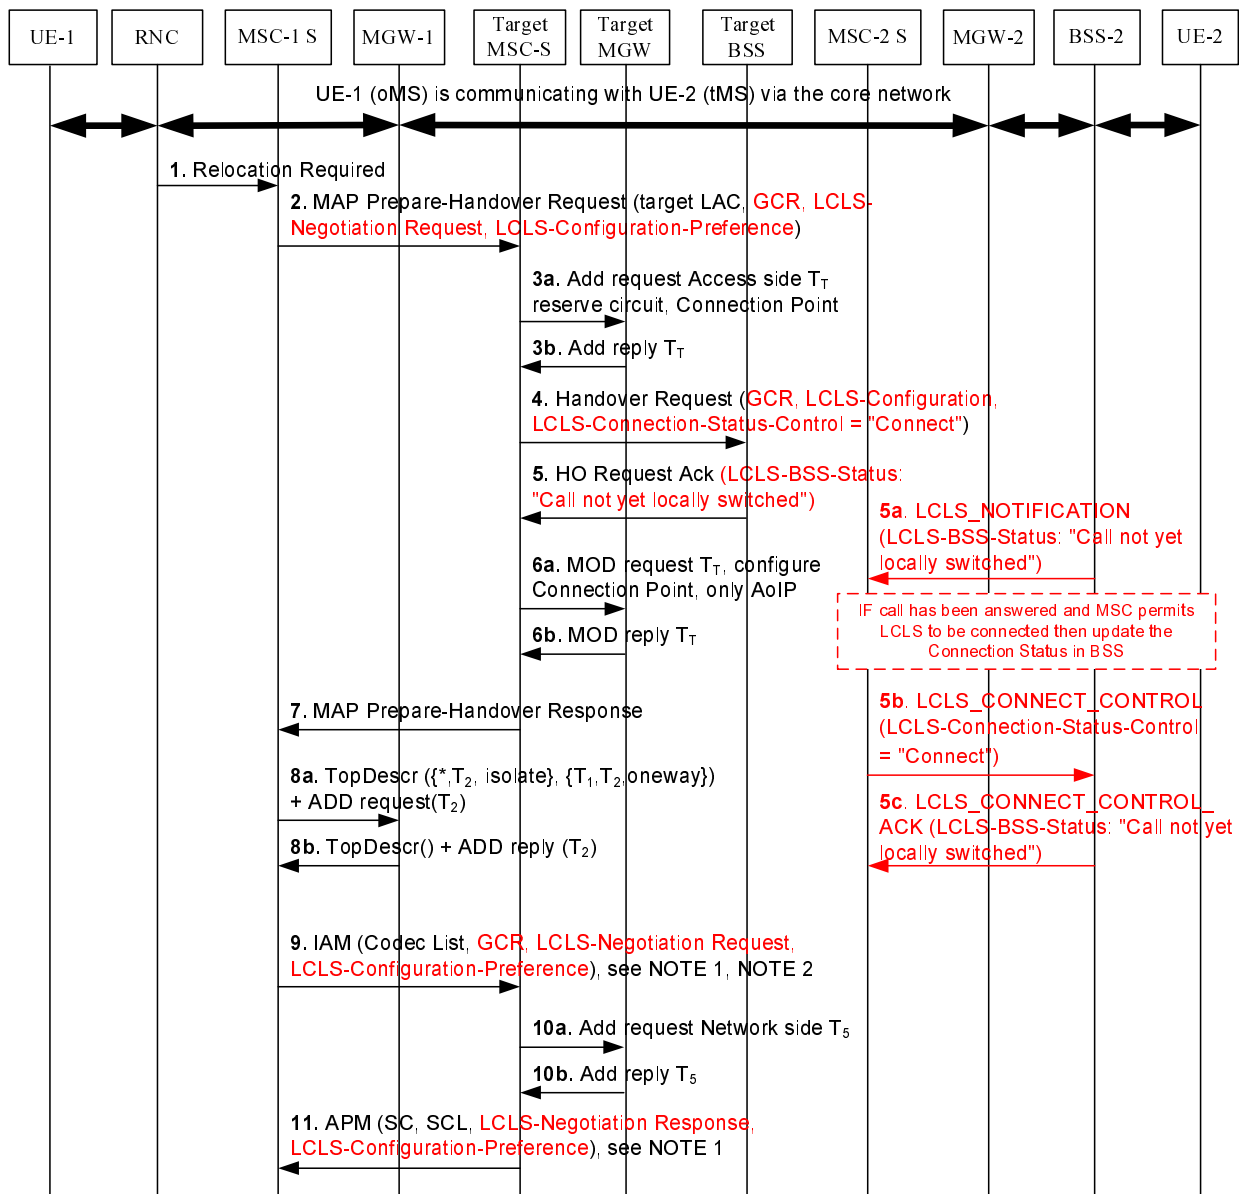 UE-1
RNC
MSC-1 S
MGW-1
Target
MSC-S
Target
MGW
Target
BSS
MSC-2 S
MGW-2
BSS-2
UE-2
UE-1 (oMS) is communicating with UE-2 (tMS) via the core network
1. Relocation Required
2. MAP Prepare-Handover Request (target LAC, GCR, LCLS-
Negotiation Request, LCLS-Configuration-Preference)
3a. Add request Access side TT
reserve circuit, Connection Point
3b. Add reply TT
4. Handover Request (GCR, LCLS-Configuration,
LCLS-Connection-Status-Control = "Connect")
5. HO Request Ack (LCLS-BSS-Status:
"Call not yet locally switched")
5a. LCLS_NOTIFICATION
(LCLS-BSS-Status: "Call not yet
locally switched")
6a. MOD request TT, configure
Connection Point, only AoIP
6b. MOD reply TT
IF call has been answered and MSC permits
LCLS to be connected then update the
Connection Status in BSS
7. MAP Prepare-Handover Response
5b. LCLS_CONNECT_CONTROL
(LCLS-Connection-Status-Control
= "Connect")
8a. TopDescr ({*,T2, isolate}, {T1,T2,oneway})
+ ADD request(T2)
8b. TopDescr() + ADD reply (T2)
5c. LCLS_CONNECT_CONTROL_
ACK (LCLS-BSS-Status: "Call not yet
locally switched")
9. IAM (Codec List, GCR, LCLS-Negotiation Request,
LCLS-Configuration-Preference), see NOTE 1, NOTE 2
10a. Add request Network side T5
10b. Add reply T5
11. APM (SC, SCL, LCLS-Negotiation Response,
LCLS-Configuration-Preference), see NOTE 1